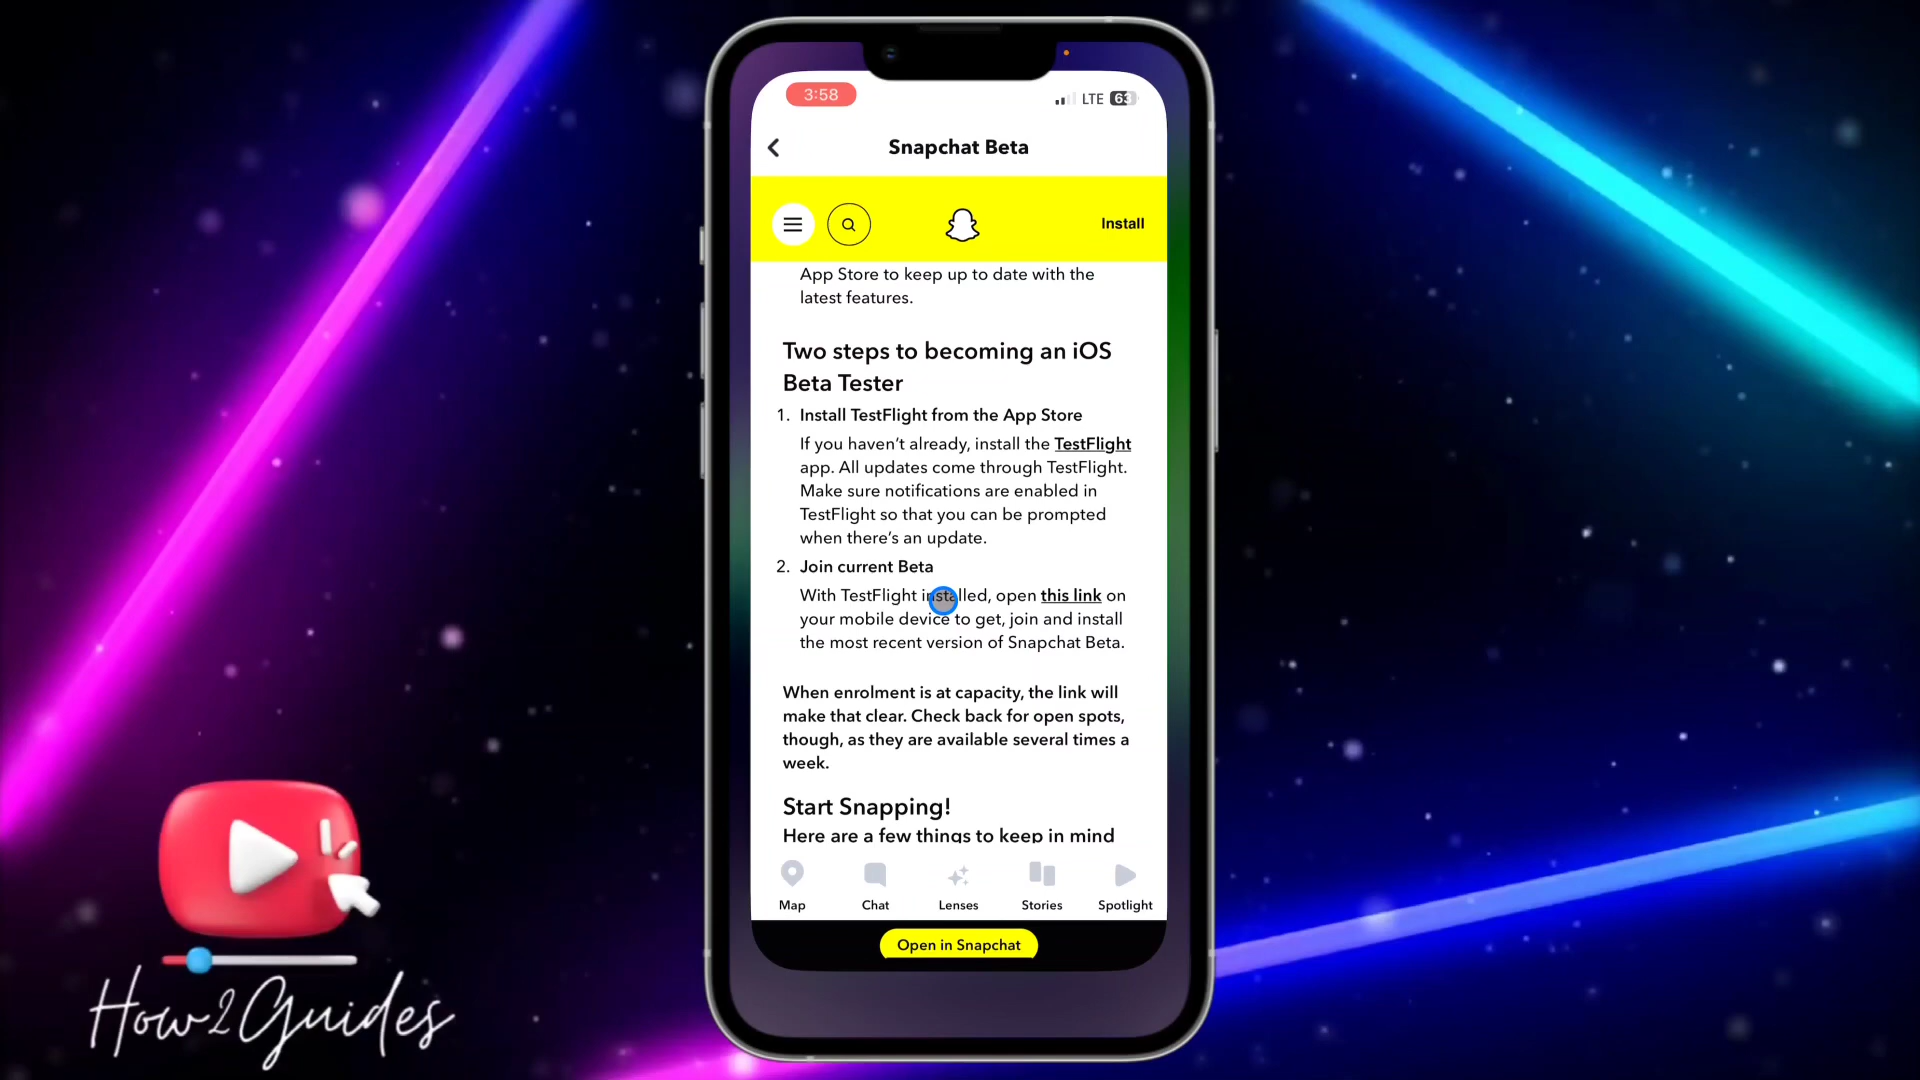 3:58
LTE 63
Snapchat Beta
Install
App Store to keep up to date with the
latest features.
Two steps to becoming an iOS
Beta Tester
1. Install TestFlight from the App Store
If you haven't already, install the TestFlight
app. All updates come through TestFlight.
Make sure notifications are enabled in
TestFlight so that you can be prompted
when there's an update.
2. Join current Beta
With TestFlight installed, open this link on
your mobile device to get, join and install
the most recent version of Snapchat Beta.
When enrolment is at capacity, the link will
make that clear. Check back for open spots,
though, as they are available several times a
week.
Start Snapping!
Here are a few things to keep in mind
Map Chat Lenses Stories Spotlight
Open in Snapchat
How2Guides